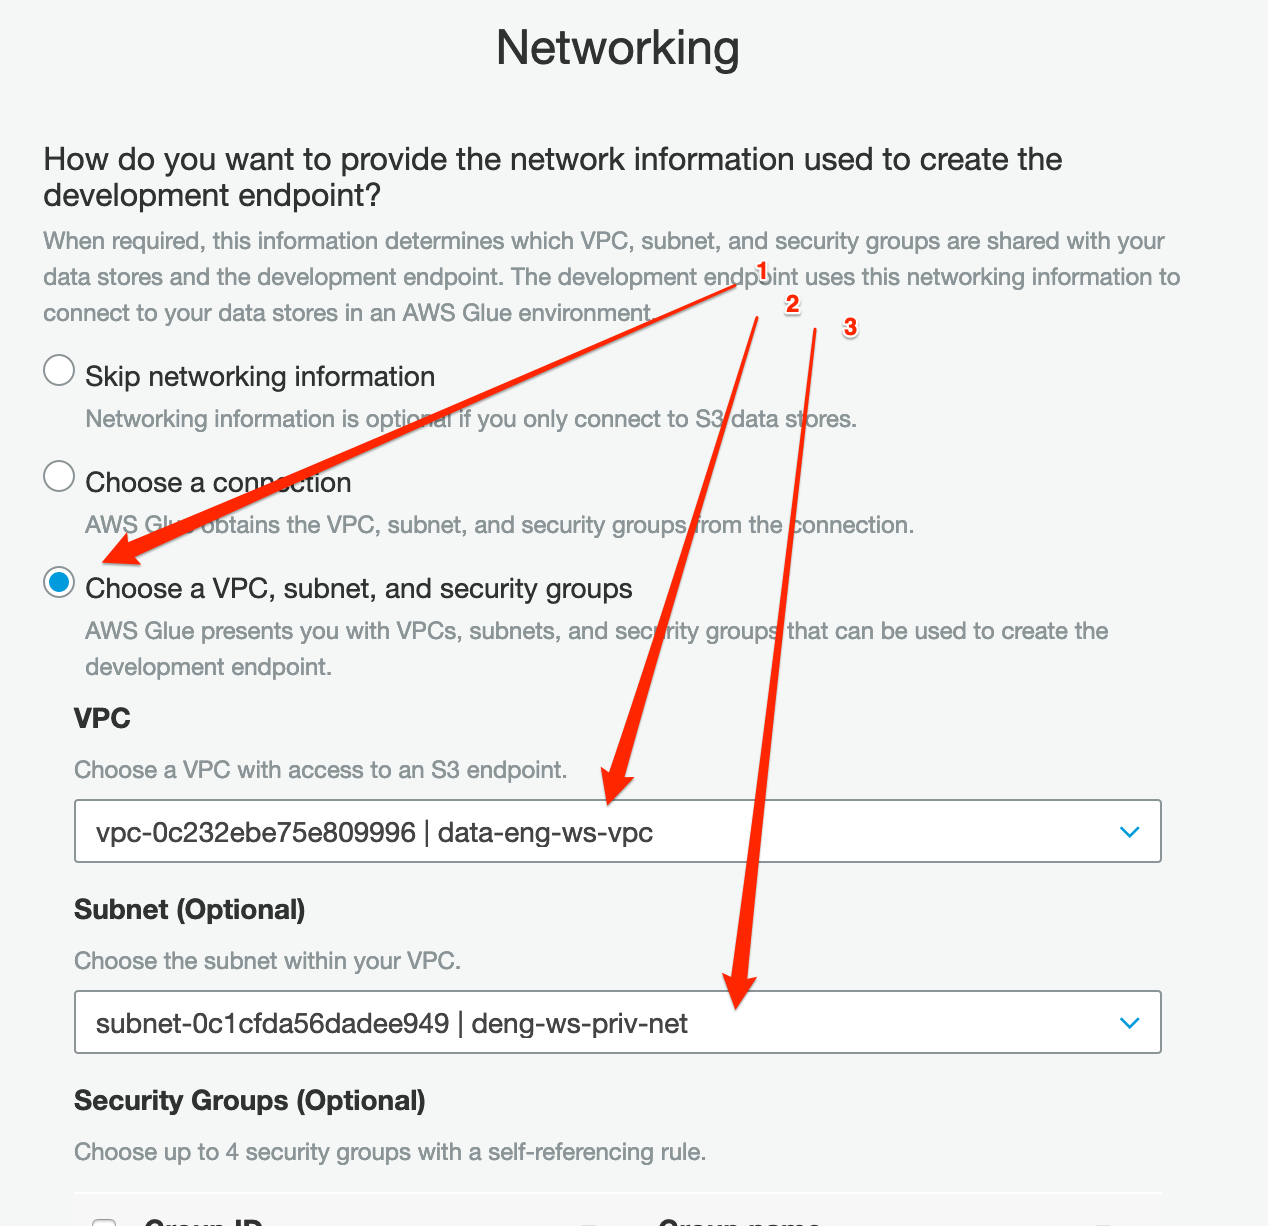 Networking
How do you want to provide the network information used to create the
development endpoint?
When required, this information determines which VPC, subnet, and security groups are shared with your
data stores and the development endpoint. The development endpoint uses this networking information to
connect to your data stores in an AWS Glue environment.
1
2
3
Skip networking information
Networking information is optional if you only connect to S3 data stores.
Choose a connection
AWS Glue obtains the VPC, subnet, and security groups from the connection.
Choose a VPC, subnet, and security groups
AWS Glue presents you with VPCs, subnets, and security groups that can be used to create the
development endpoint.
VPC
Choose a VPC with access to an S3 endpoint.
vpc-0c232ebe75e809996 | data-eng-ws-vpc
Subnet (Optional)
Choose the subnet within your VPC.
subnet-0c1cfda56dadee949 | deng-ws-priv-net
Security Groups (Optional)
Choose up to 4 security groups with a self-referencing rule.
Group ID Group name